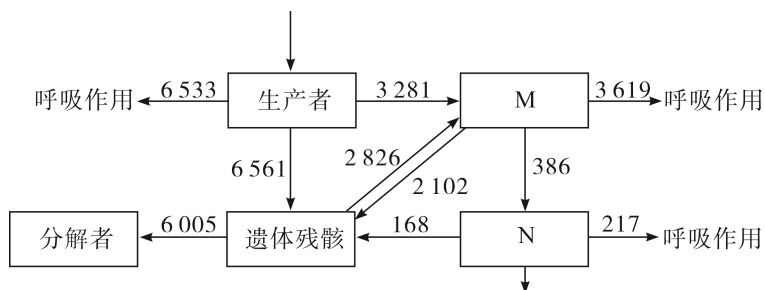 6 533
3 281
3 619
呼吸作用
生产者
M
呼吸作用
2 826
6 561
386
2 102
6 005
168
217
分解者
遗体残骸
N
呼吸作用